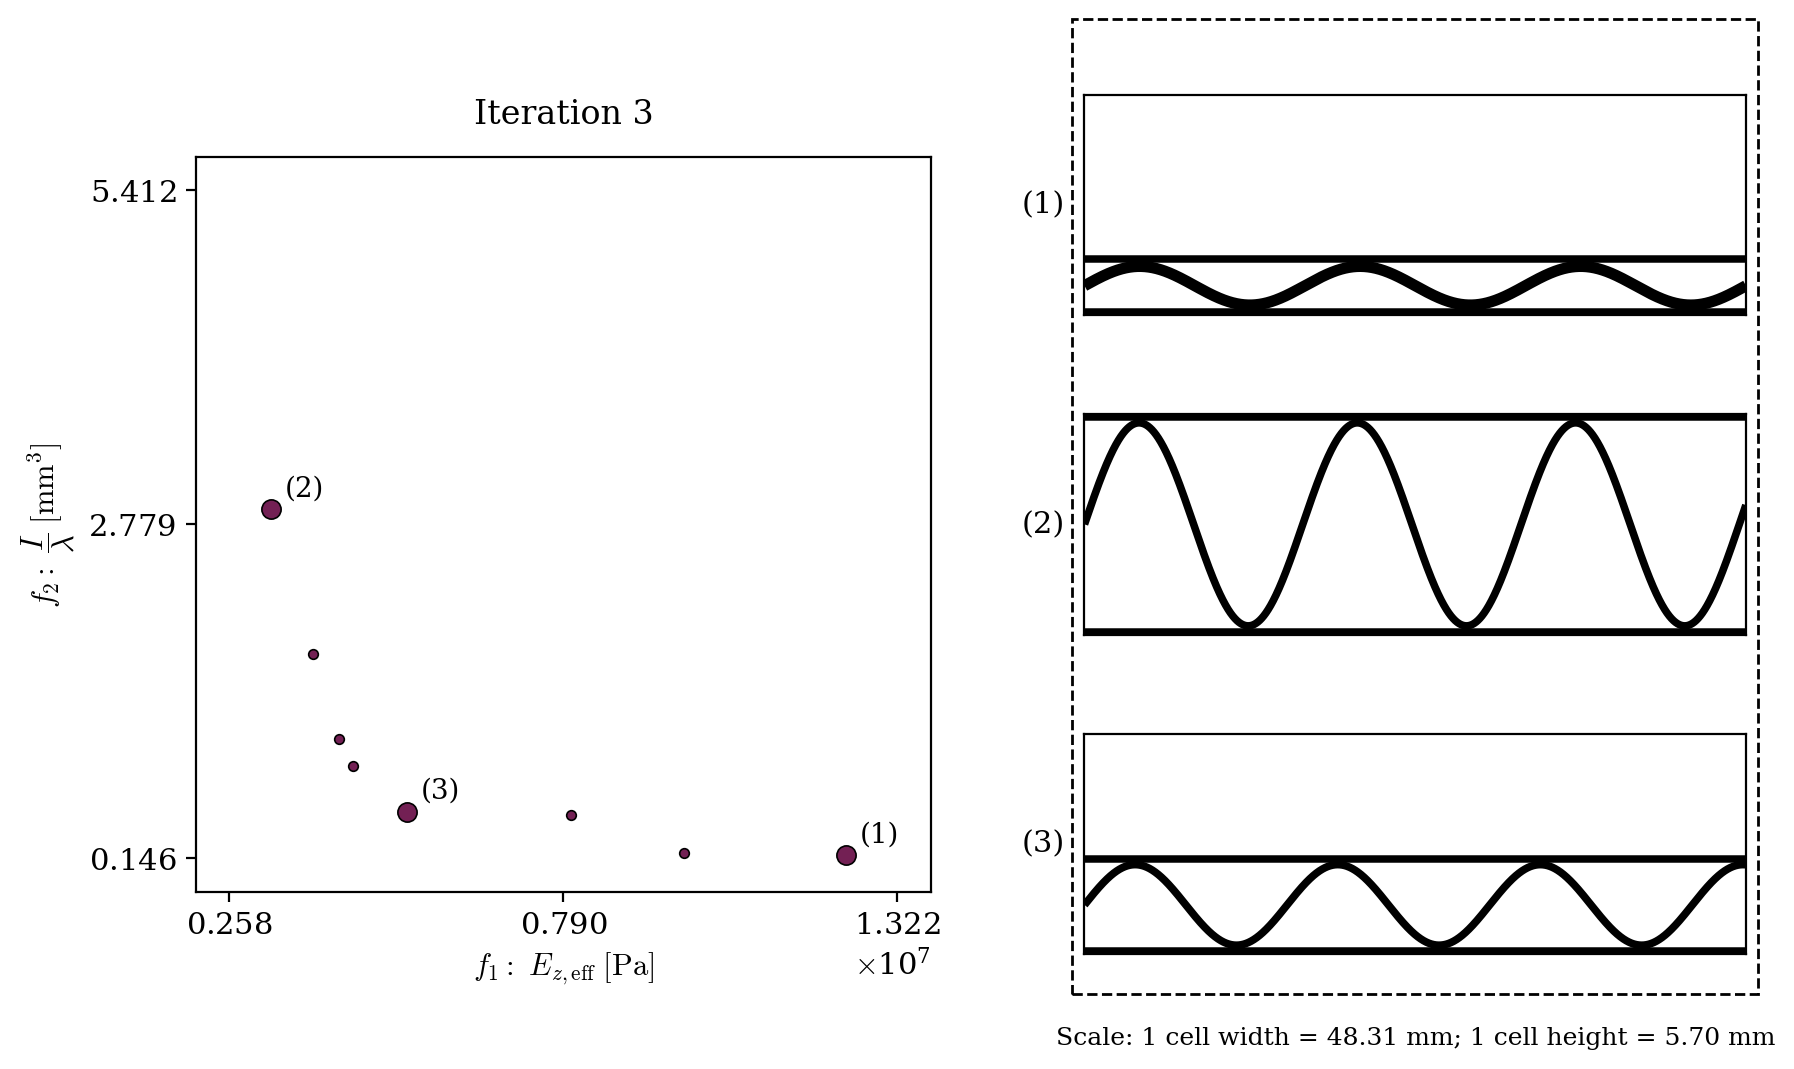 Iteration 3
5.412
2.779
0.146
f₂ : I/λ [mm³]
(2)
(3)
(1)
0.258 0.790 1.322
×10⁷
f₁ : E_{z,eff} [Pa]
(1)
(2)
(3)
Scale: 1 cell width = 48.31 mm; 1 cell height = 5.70 mm